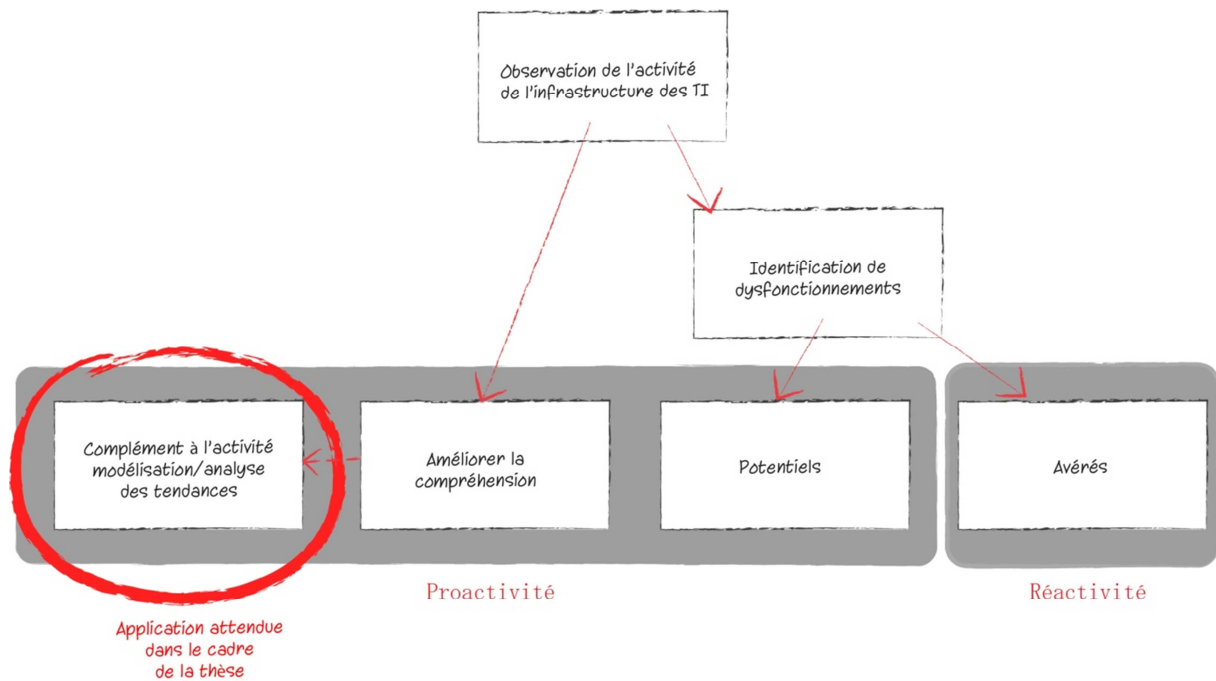 Observation de l'activité
de l'infrastructure des TI
Identification de
dysfonctionnements
Complément à l'activité
modélisation/analyse
des tendances
Améliorer la
compréhension
Potentiels
Avérés
Proactivité
Réactivité
Application attendue
dans le cadre
de la thèse